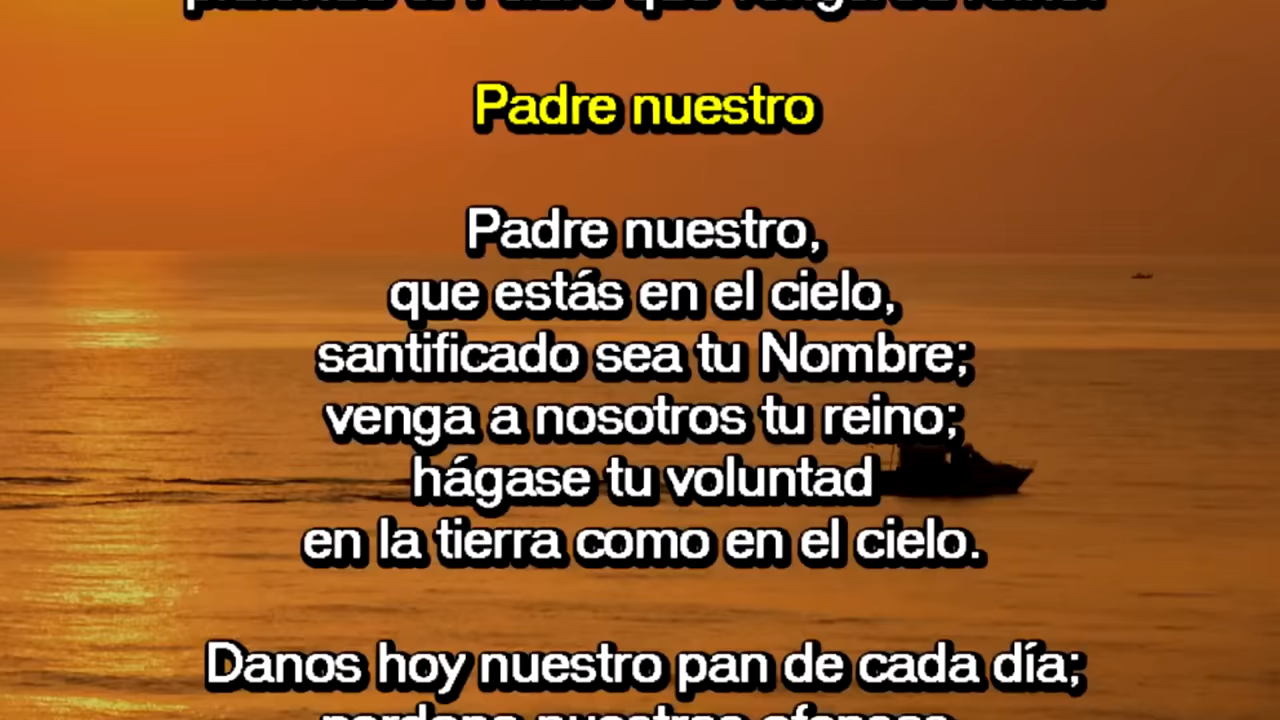 Padre nuestro
Padre nuestro,
que estás en el cielo,
santificado sea tu Nombre;
venga a nosotros tu reino;
hágase tu voluntad
en la tierra como en el cielo.
Danos hoy nuestro pan de cada día;